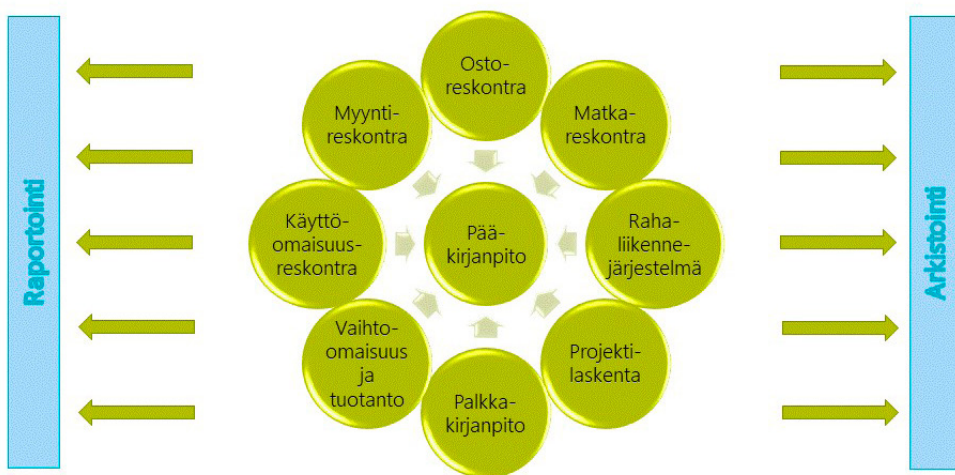 Raportointi
Osto-
reskontra
Matka-
reskontra
Raha-
liikenne-
järjestelmä
Projekti-
laskenta
Palkka-
kirjanpito
Vaihto-
omaisuus
ja
tuotanto
Käyttö-
omaisuus-
reskontra
Myynti-
reskontra
Pää-
kirjanpito
Arkistointi